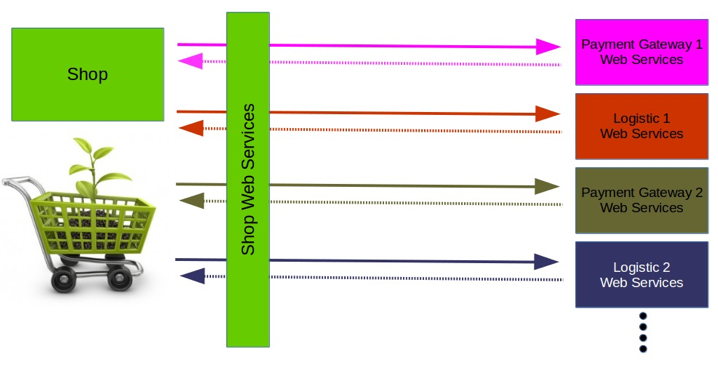 Shop
Shop Web Services
Payment Gateway 1
Web Services
Logistic 1
Web Services
Payment Gateway 2
Web Services
Logistic 2
Web Services